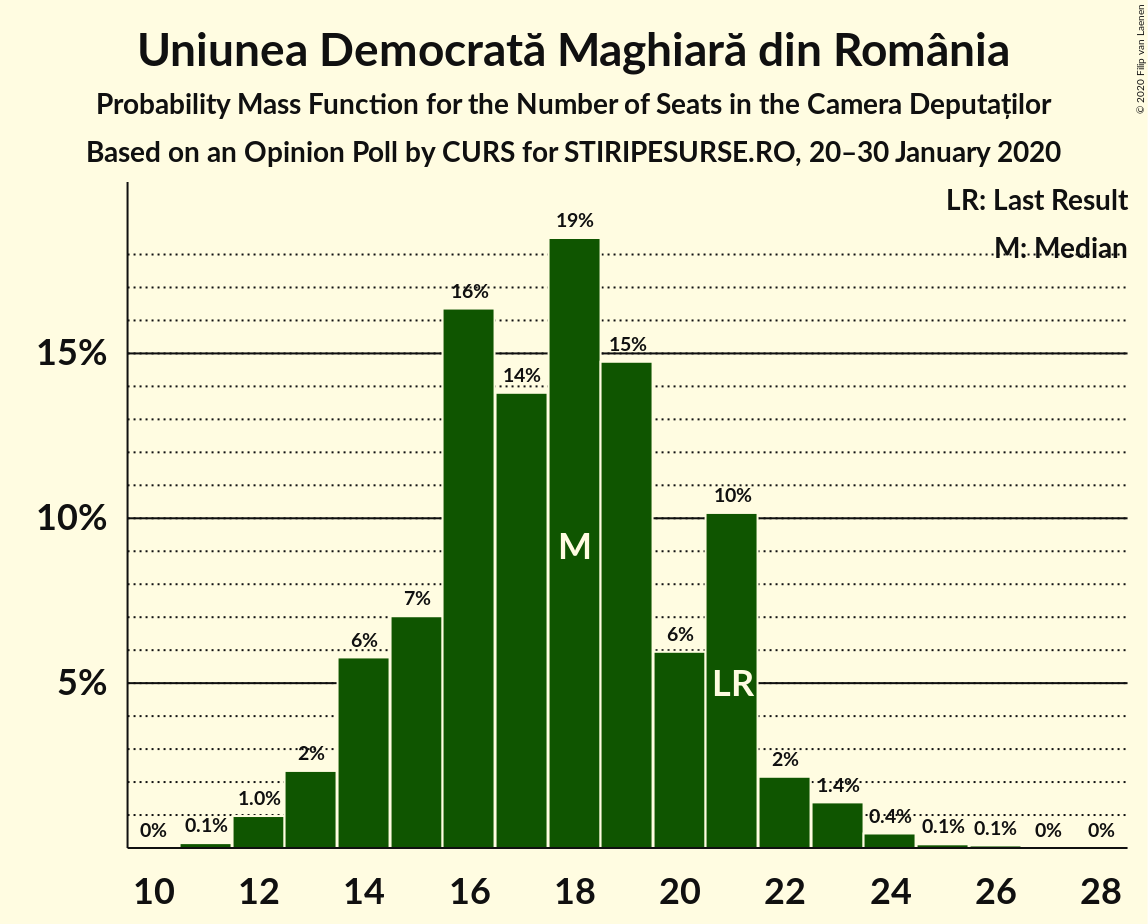 Uniunea Democrată Maghiară din România
Probability Mass Function for the Number of Seats in the Camera Deputaților
Based on an Opinion Poll by CURS for STIRIPESURSE.RO, 20–30 January 2020
© 2020 Filip van Laenen
LR: Last Result
M: Median
19%
16%
15%
15%
14%
10%
10%
M
7%
6%
6%
5%
LR
2%
2%
1.4%
1.0%
0.4%
0%
0.1%
0.1%
0.1%
0%
0%
10 12 14 16 18 20 22 24 26 28